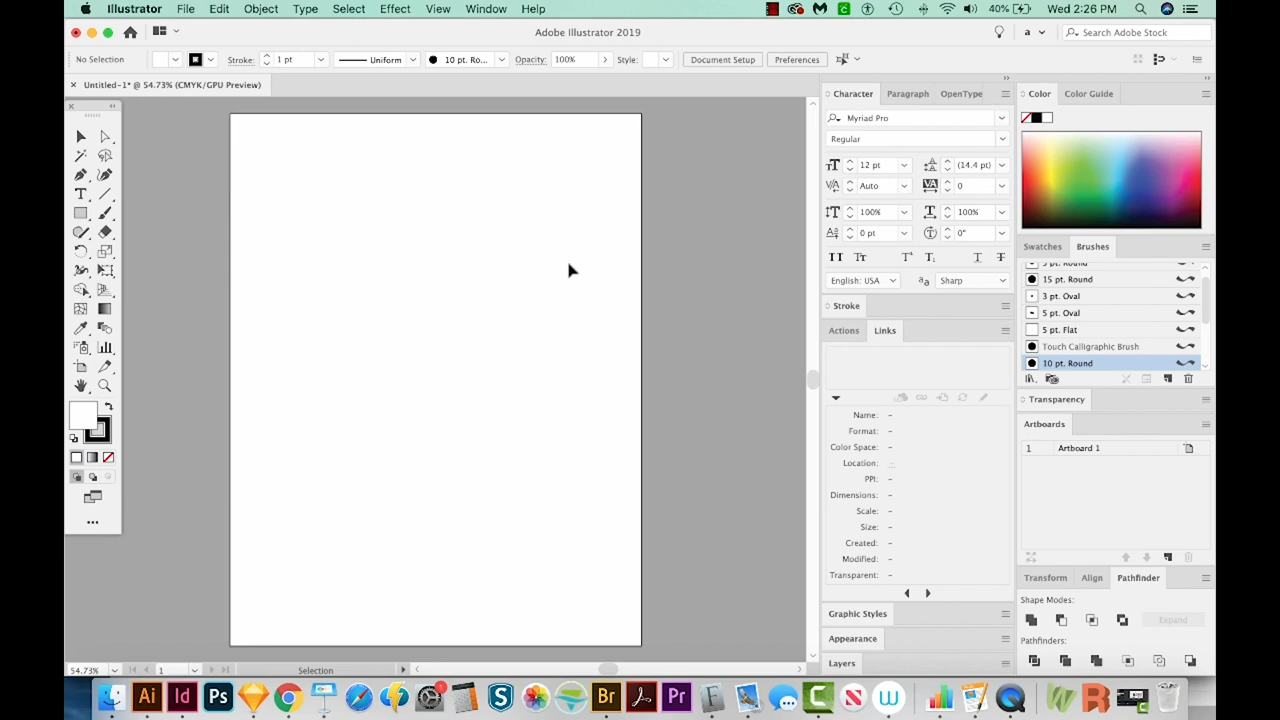 Illustrator File Edit Object Type Select Effect View Window Help 40% Wed 2:26 PM
Adobe Illustrator 2019 a Search Adobe Stock
No Selection Stroke: 1 pt Uniform 10 pt. Ro... Opacity: 100% Style: Document Setup Preferences
Untitled-1* @ 54.73% (CMYK/GPU Preview)
Character Paragraph OpenType
Myriad Pro
Regular
12 pt (14.4 pt)
Auto 0
100% 100%
0 pt 0°
English: USA Sharp
Stroke
Actions Links
Name: –
Format: –
Color Space: –
Location: –
PPI: –
Dimensions: –
Scale: –
Size: –
Created: –
Modified: –
Transparent: –
Graphic Styles
Appearance
Layers
Color Color Guide
Swatches Brushes
15 pt. Round
3 pt. Oval
5 pt. Oval
5 pt. Flat
Touch Calligraphic Brush
10 pt. Round
Transparency
Artboards
1 Artboard 1
Transform Align Pathfinder
Shape Modes:
Expand
Pathfinders:
54.73% 1 Selection
Ai Id Ps S Br Pr F N W W R